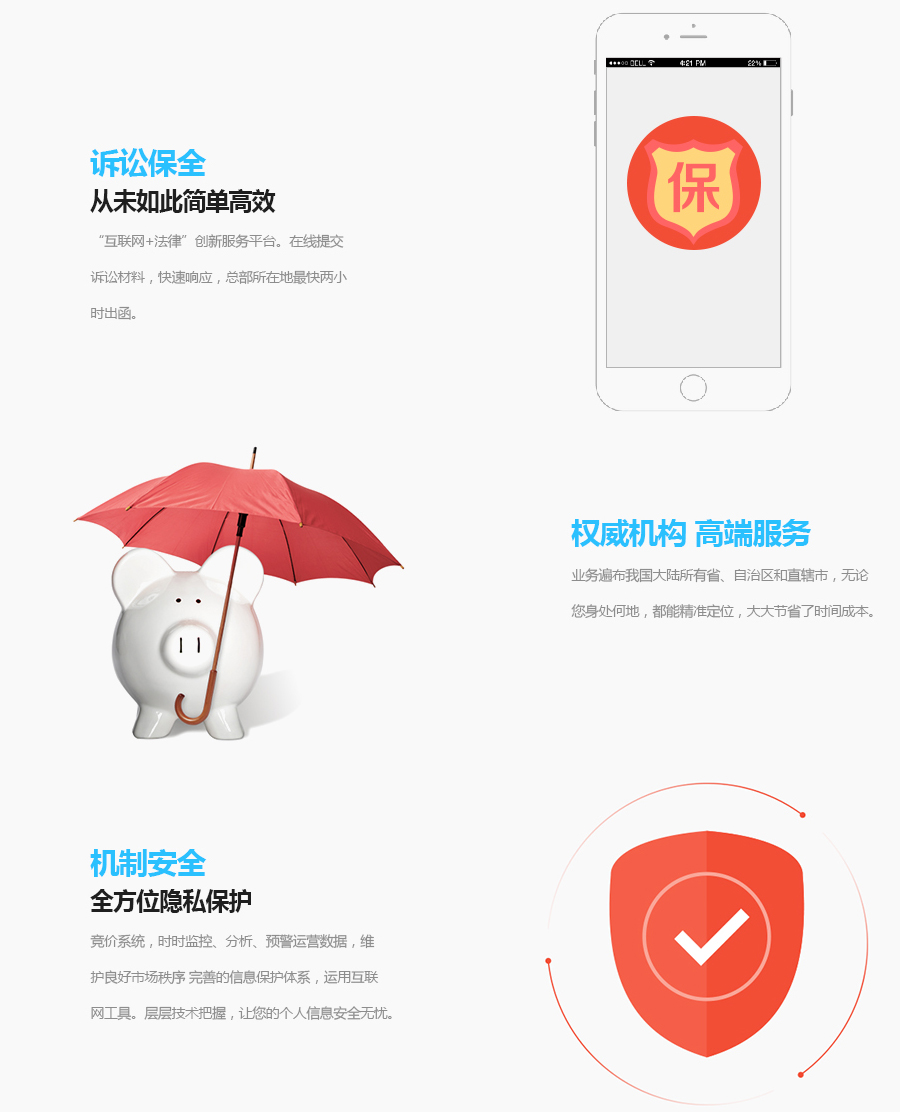 ●●●○○ BELL 4:21 PM 22%
保
诉讼保全
从未如此简单高效
“互联网+法律”创新服务平台。在线提交
诉讼材料，快速响应，总部所在地最快两小
时出函。
权威机构 高端服务
业务遍布我国大陆所有省、自治区和直辖市，无论
您身处何地，都能精准定位，大大节省了时间成本。
机制安全
全方位隐私保护
竞价系统，时时监控、分析、预警运营数据，维
护良好市场秩序 完善的信息保护体系，运用互联
网工具。层层技术把握，让您的个人信息安全无忧。